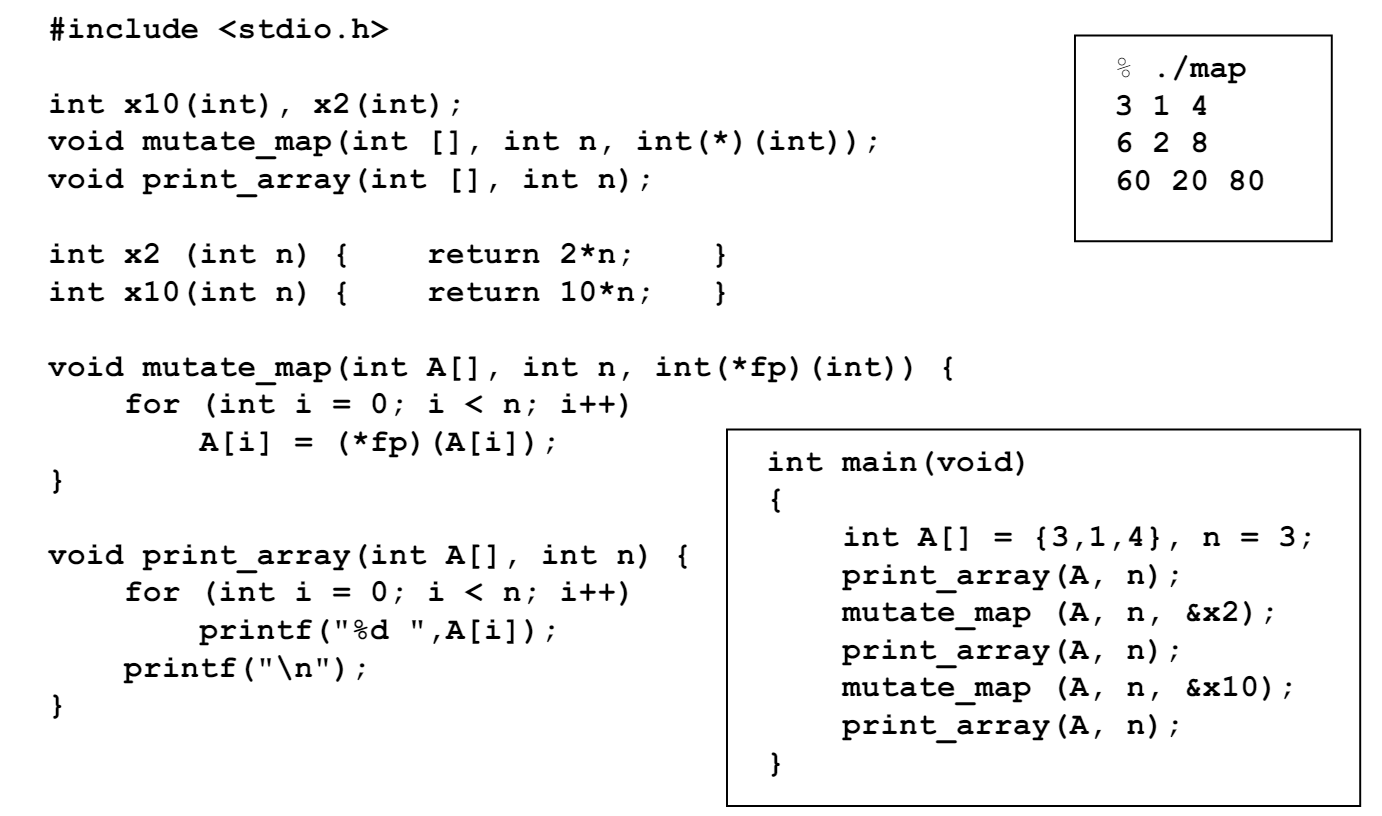 #include <stdio.h>
int x10(int), x2(int);
void mutate_map(int [], int n, int(*)(int));
void print_array(int [], int n);
int x2 (int n) {    return 2*n;    }
int x10(int n) {    return 10*n;   }
void mutate_map(int A[], int n, int(*fp)(int)) {
    for (int i = 0; i < n; i++)
        A[i] = (*fp)(A[i]);
}
void print_array(int A[], int n) {
    for (int i = 0; i < n; i++)
        printf("%d ",A[i]);
    printf("\n");
}
% ./map
3 1 4
6 2 8
60 20 80
int main(void)
{
    int A[] = {3,1,4}, n = 3;
    print_array(A, n);
    mutate_map (A, n, &x2);
    print_array(A, n);
    mutate_map (A, n, &x10);
    print_array(A, n);
}